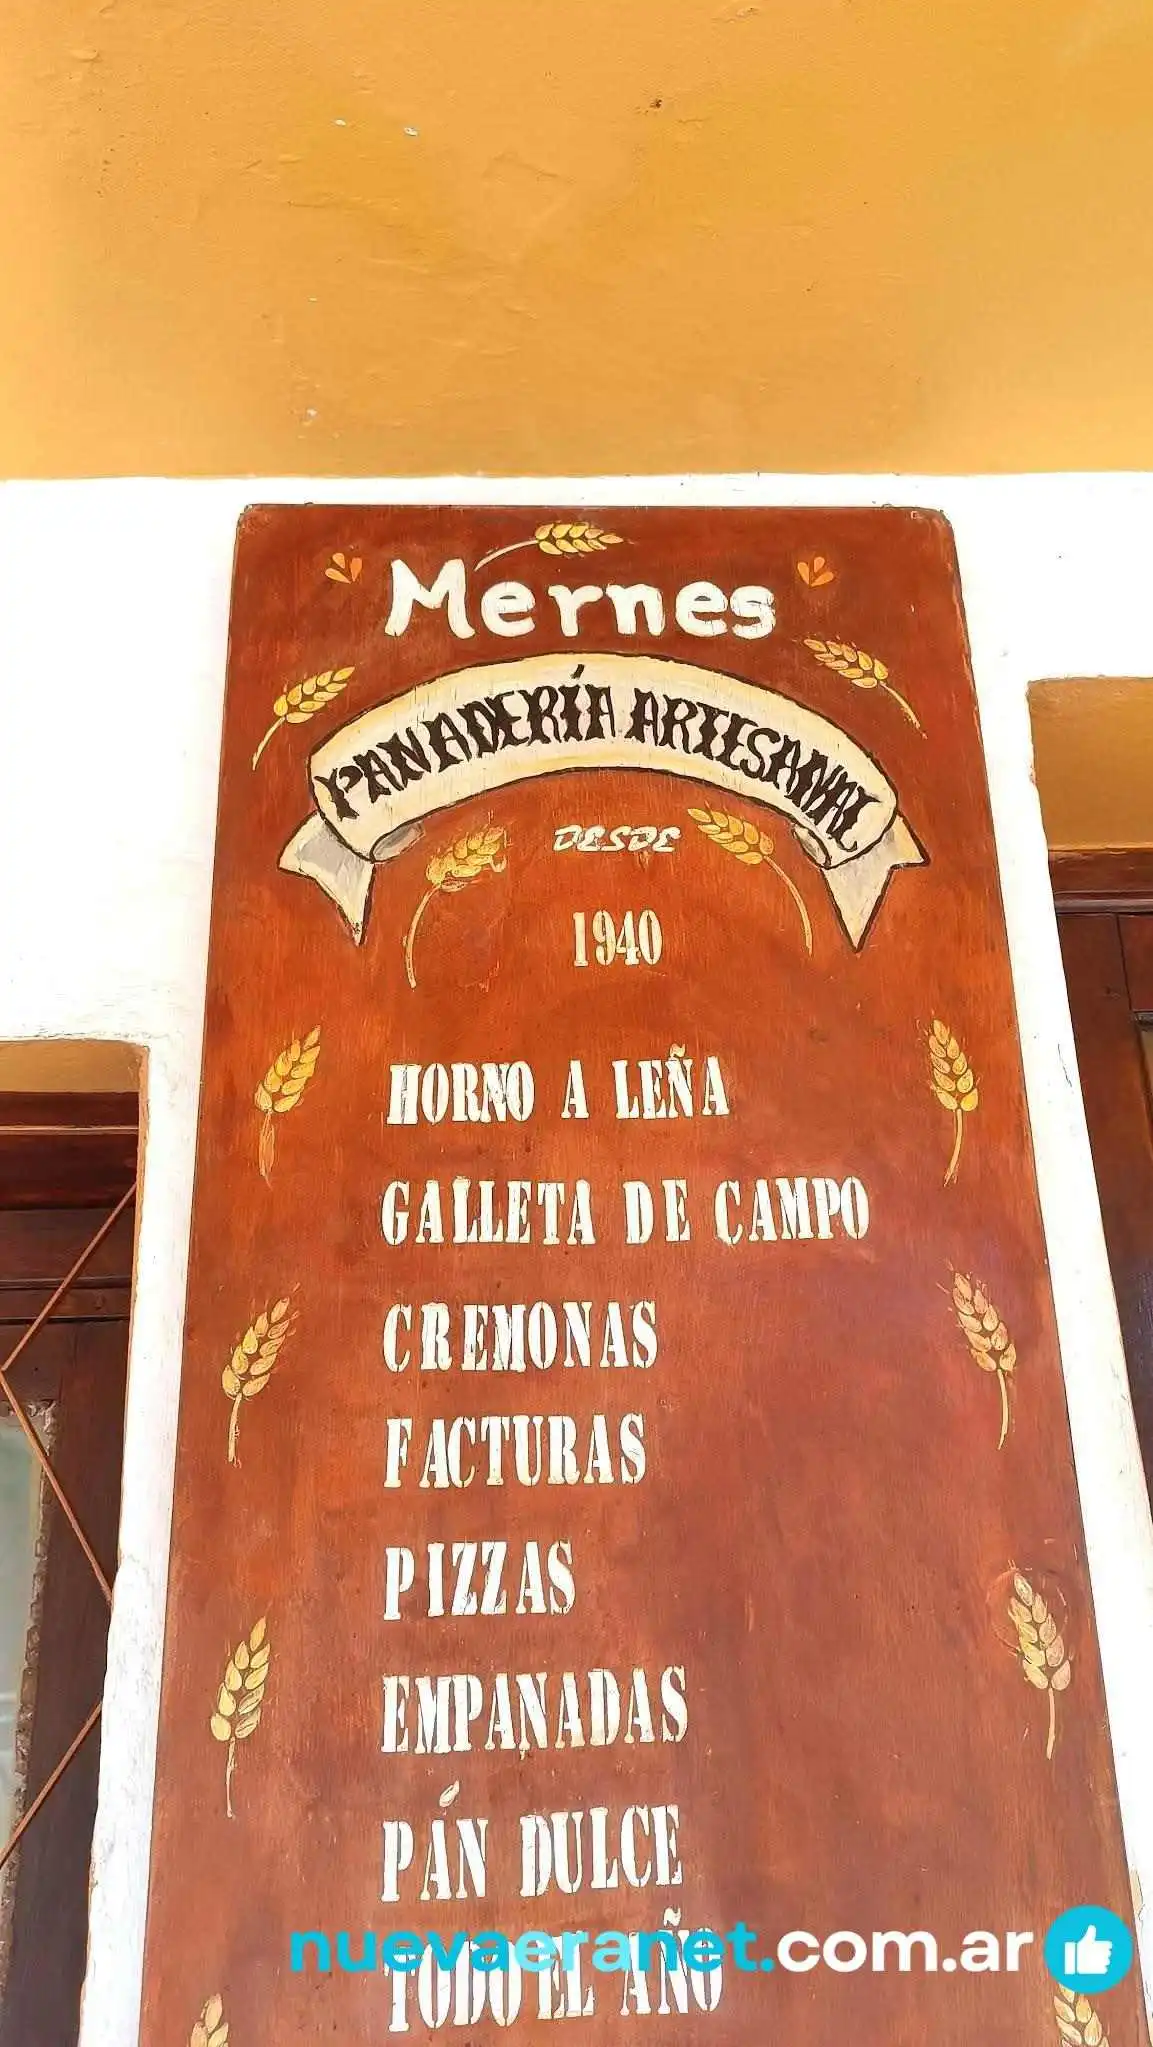 Mernes
PANADERÍA ARTESANAL
DESDE
1940
HORNO A LEÑA
GALLETA DE CAMPO
CREMONAS
FACTURAS
PIZZAS
EMPANADAS
PÁN DULCE
TODO EL AÑO
nuevaeranet.com.ar